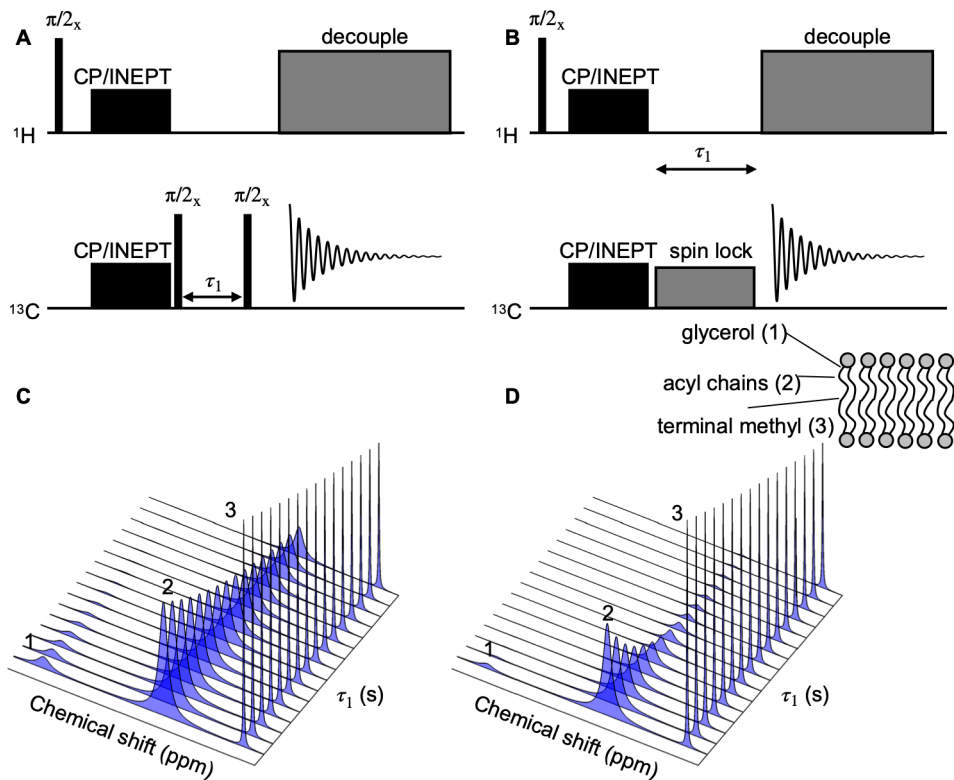 A
π/2ₓ
CP/INEPT
decouple
¹H
π/2ₓ
π/2ₓ
CP/INEPT
τ₁
¹³C
B
π/2ₓ
CP/INEPT
decouple
¹H
τ₁
CP/INEPT
spin lock
¹³C
glycerol (1)
acyl chains (2)
terminal methyl (3)
C
1
2
3
τ₁ (s)
Chemical shift (ppm)
D
1
2
3
τ₁ (s)
Chemical shift (ppm)